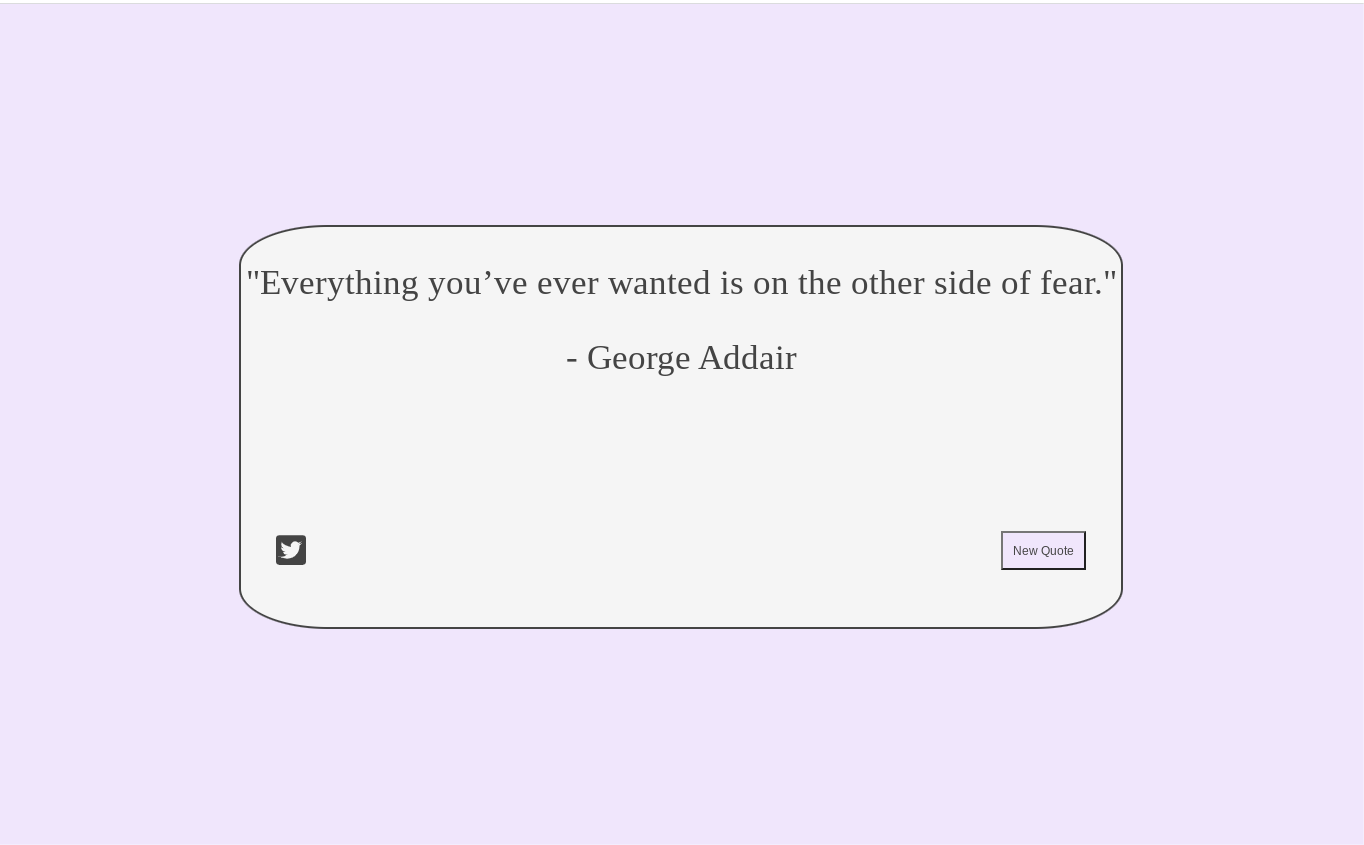 "Everything you’ve ever wanted is on the other side of fear."
- George Addair
New Quote